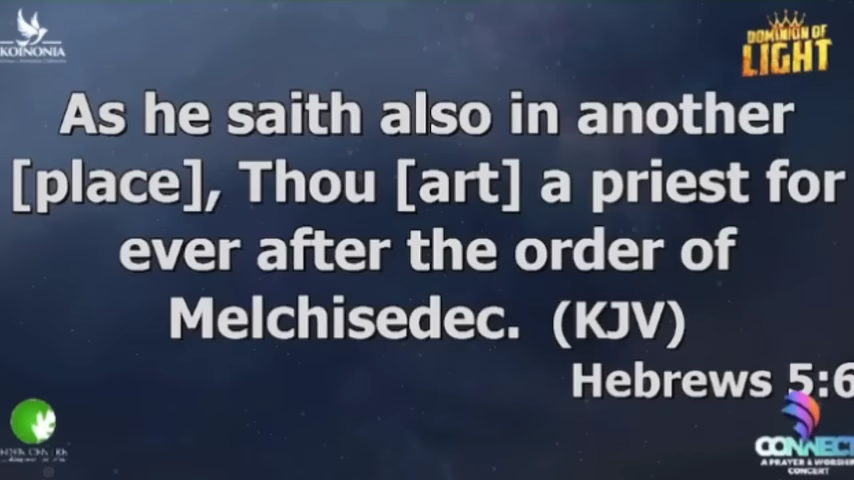 KOINONIA
DOMINION OF
LIGHT
As he saith also in another
[place], Thou [art] a priest for
ever after the order of
Melchisedec. (KJV)
Hebrews 5:6
CONNECT
A PRAYER & WORSHIP
CONCERT